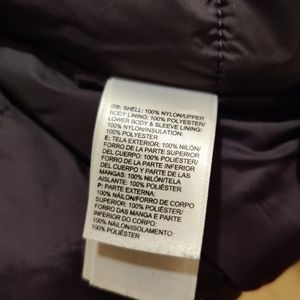 GB: SHELL: 100% NYLON/UPPER
BODY LINING: 100% POLYESTER/
LOWER BODY & SLEEVE LINING:
100% NYLON/INSULATION:
100% POLYESTER
E: TELA EXTERIOR: 100% NILÓN/
FORRO DE LA PARTE SUPERIOR
DEL CUERPO: 100% POLIÉSTER/
FORRO DE LA PARTE INFERIOR
DEL CUERPO Y PARTE DE LAS
MANGAS: 100% NILÓN/TELA
AISLANTE: 100% POLIÉSTER
P: PARTE EXTERNA:
100% NÁILON/FORRO DE CORPO
SUPERIOR: 100% POLIÉSTER/
FORRO DAS MANGA E PARTE
INFERIOR DO CORPO:
100% NÁILON/ISOLAMENTO:
100% POLIÉSTER